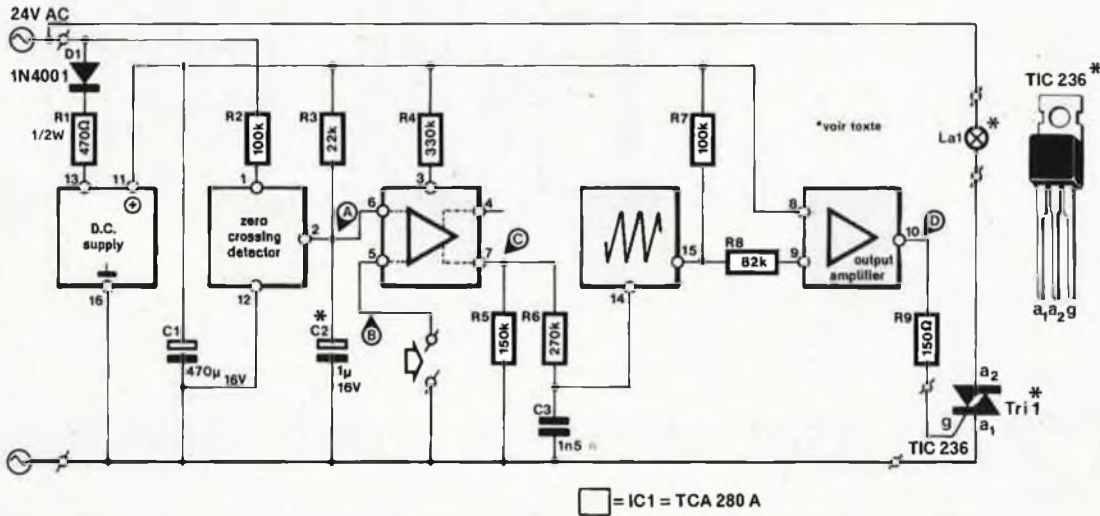 24V AC
D1
1N4001
R1
1/2W
470Ω
R2
100k
R3
22k
R4
330k
R7
100k
*voir toxte
La1
*
TIC 236*
13
11
⊕
D.C.
supply
16
1
zero
crossing
detector
2
12
A
3
6
4
5
7
C
B
15
14
R8
82k
8
9
10
D
output
amplifier
C1
470µ
16V
*
C2
1µ
16V
R5
150k
R6
270k
C3
1n5
R9
150Ω
a1 a2 g
a2
Tri1*
g
a1
TIC 236
= IC1 = TCA 280 A